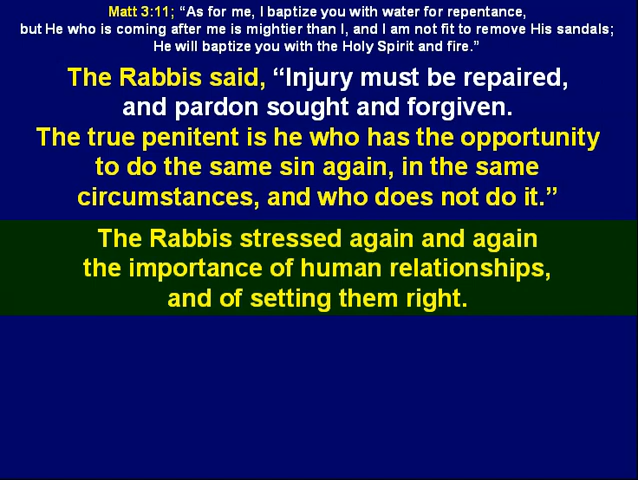 Matt 3:11; “As for me, I baptize you with water for repentance,
but He who is coming after me is mightier than I, and I am not fit to remove His sandals;
He will baptize you with the Holy Spirit and fire.”
The Rabbis said, “Injury must be repaired,
and pardon sought and forgiven.
The true penitent is he who has the opportunity
to do the same sin again, in the same
circumstances, and who does not do it.”
The Rabbis stressed again and again
the importance of human relationships,
and of setting them right.